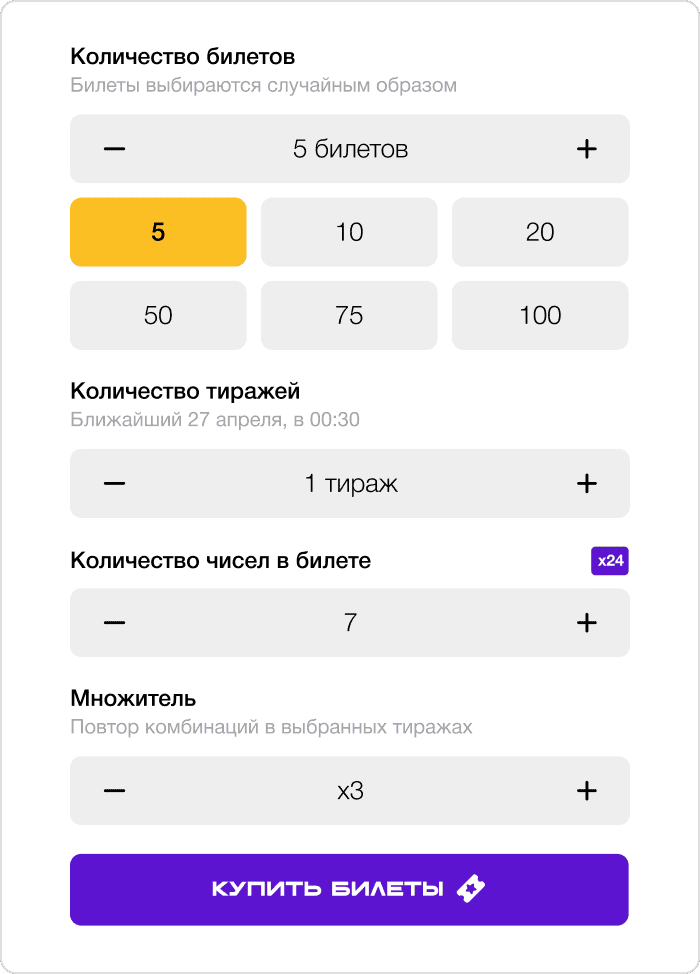 Количество билетов
Билеты выбираются случайным образом
− 5 билетов +
5 10 20
50 75 100
Количество тиражей
Ближайший 27 апреля, в 00:30
− 1 тираж +
Количество чисел в билете x24
− 7 +
Множитель
Повтор комбинаций в выбранных тиражах
− x3 +
КУПИТЬ БИЛЕТЫ